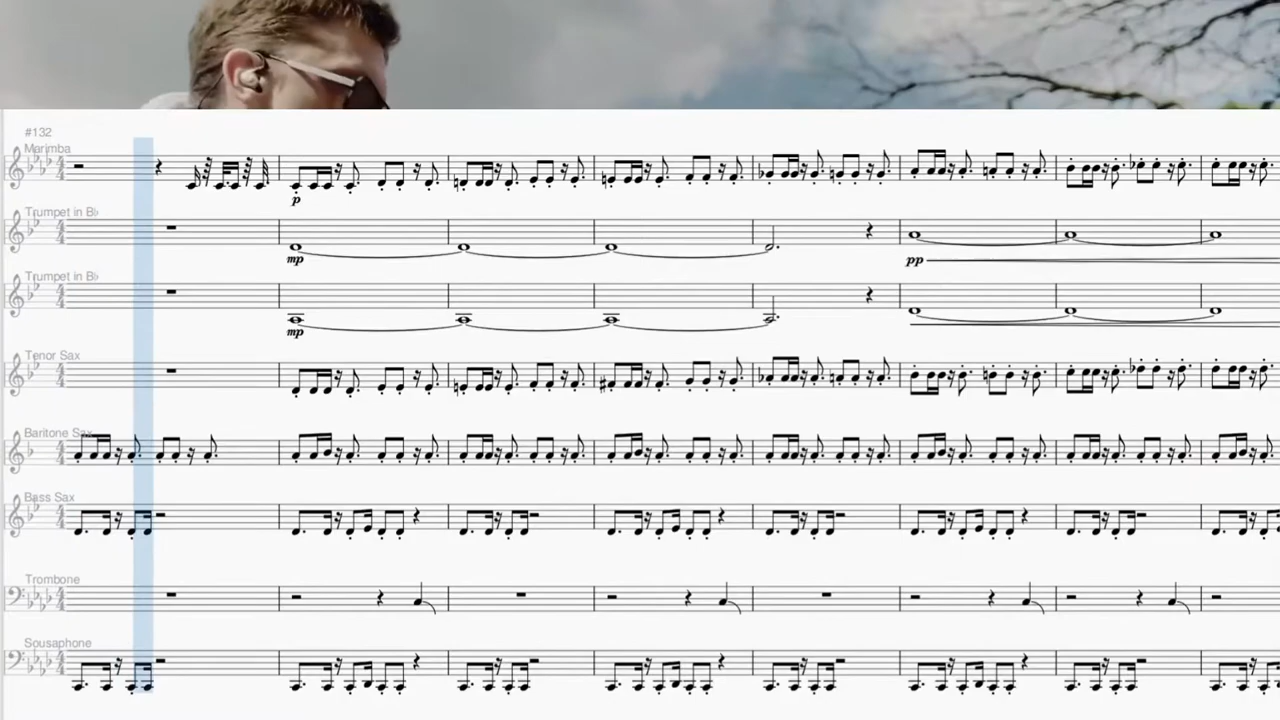 #132
Marimba
p
Trumpet in B♭
mp
pp
Trumpet in B♭
mp
Tenor Sax
Baritone Sax
Bass Sax
Trombone
Sousaphone